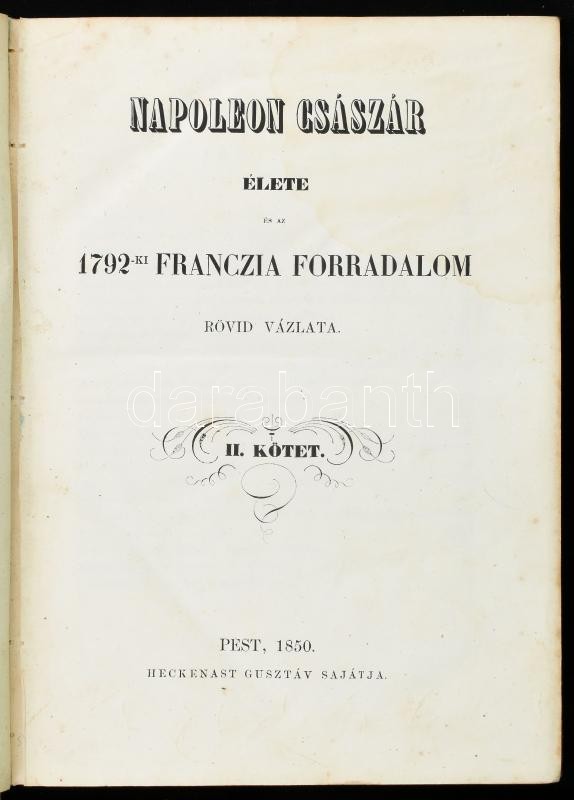 NAPOLEON CSÁSZÁR
ÉLETE
ÉS AZ
1792-KI FRANCZIA FORRADALOM
RÖVID VÁZLATA.
darabanth
II. KÖTET.
PEST, 1850.
HECKENAST GUSZTÁV SAJÁTJA.